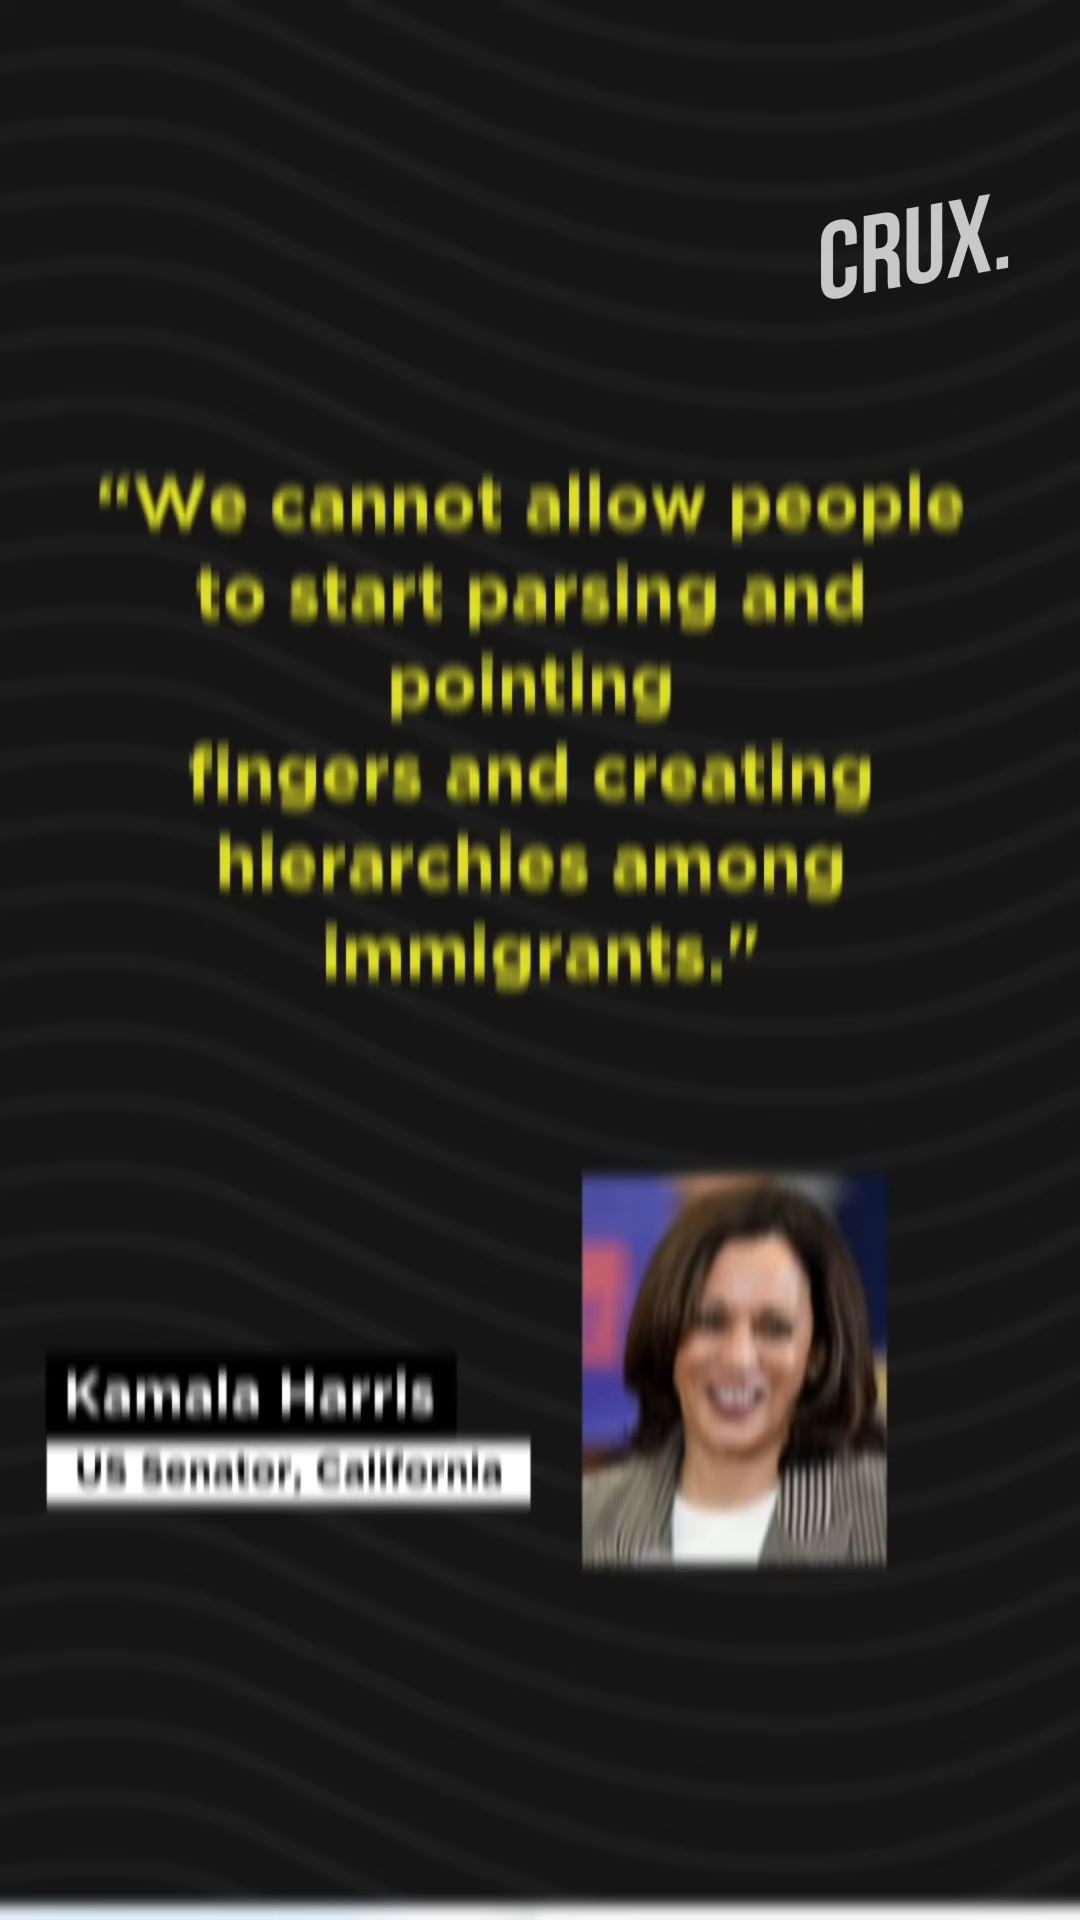 CRUX.
“We cannot allow people
to start parsing and
pointing
fingers and creating
hierarchies among
immigrants.”
Kamala Harris
US Senator, California